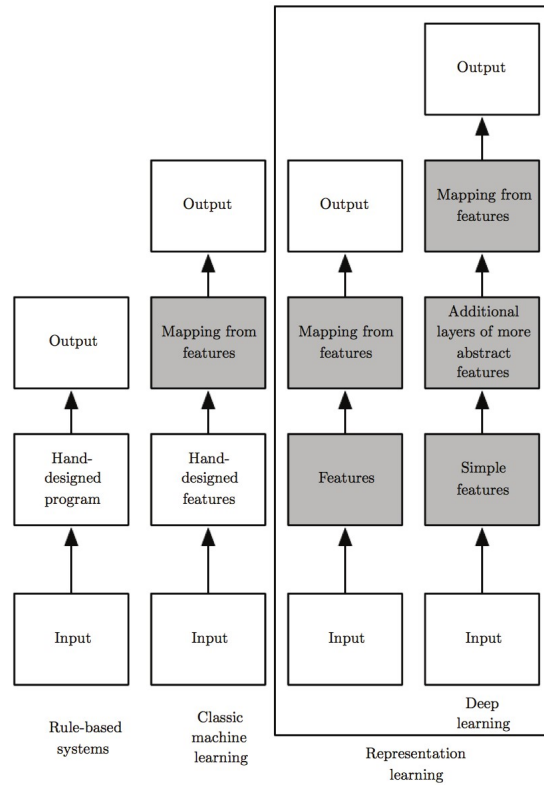 Output
Mapping from
features
Additional
layers of more
abstract
features
Simple
features
Input
Deep
learning
Output
Mapping from
features
Features
Input
Representation
learning
Output
Mapping from
features
Hand-
designed
features
Input
Classic
machine
learning
Output
Hand-
designed
program
Input
Rule-based
systems